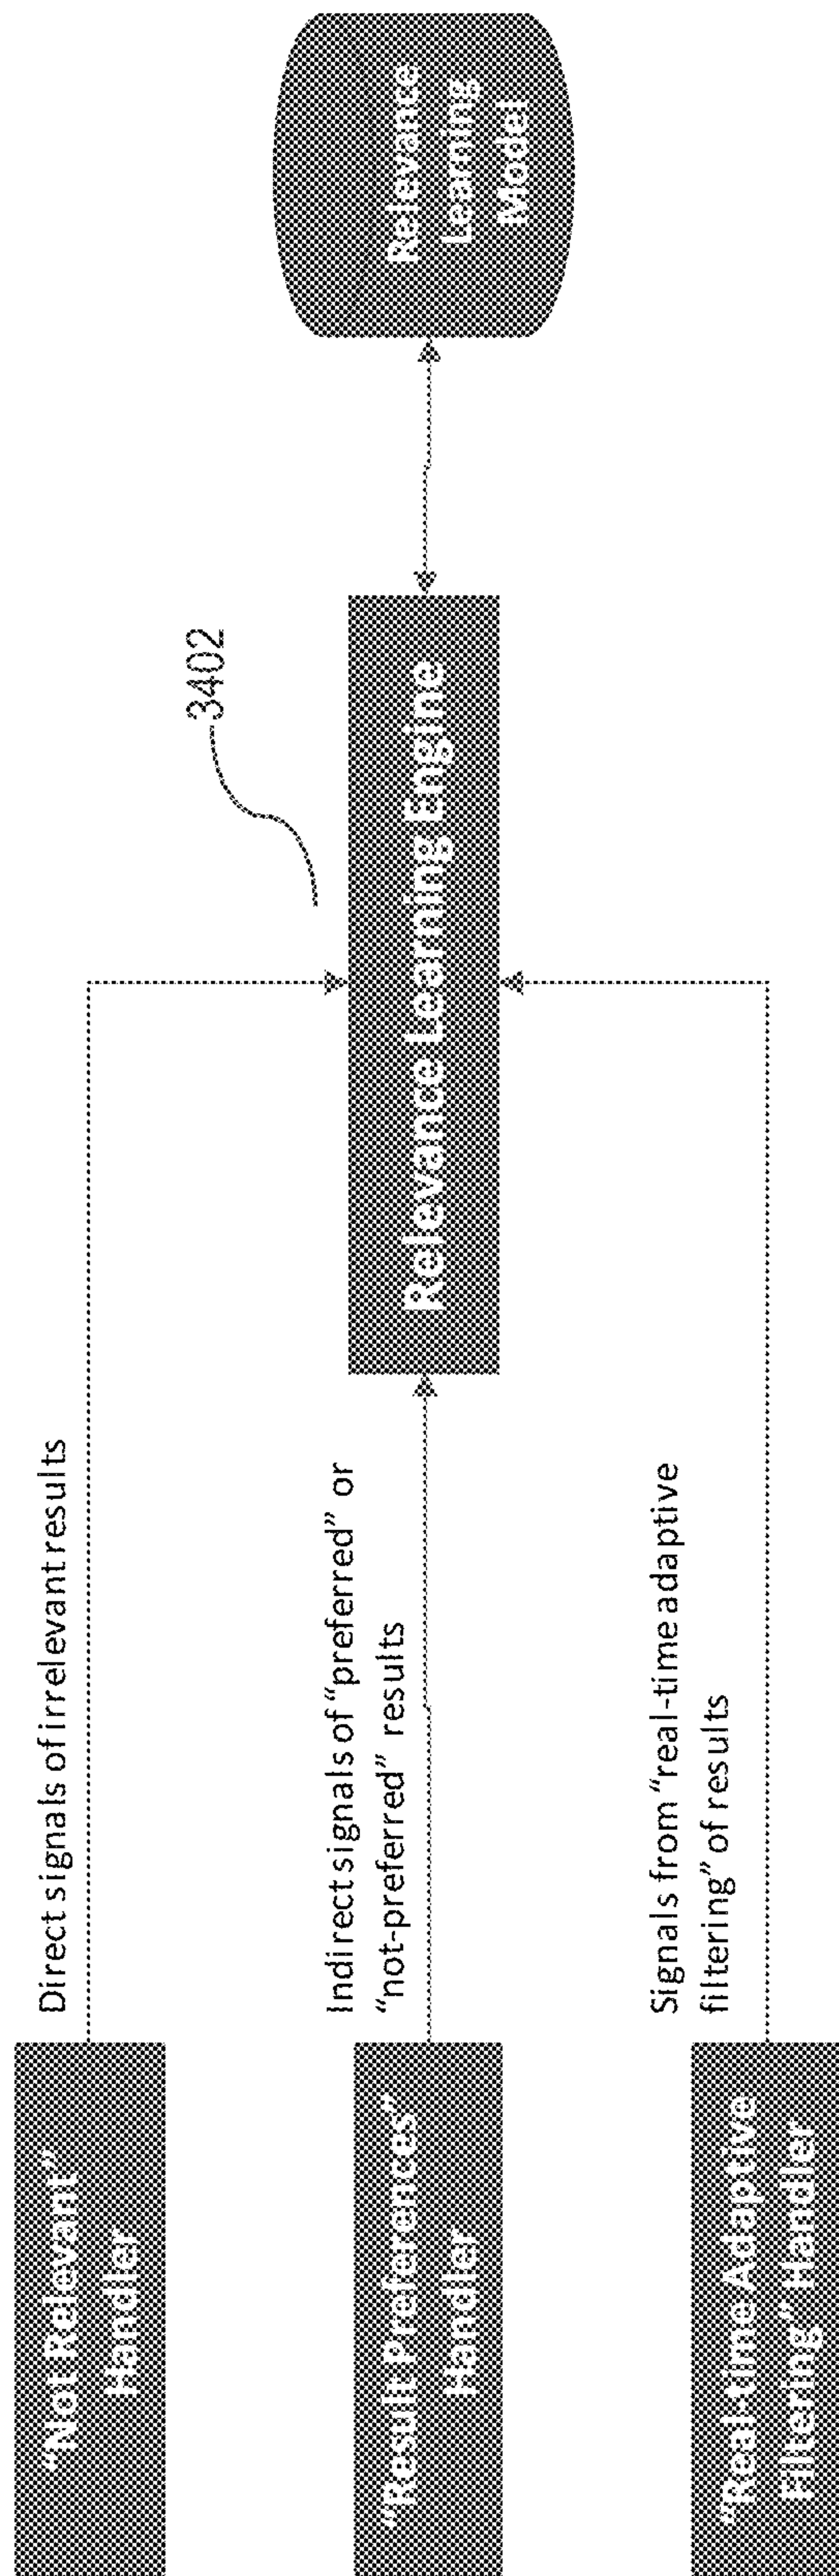 "Not Relevant"
Handler
Direct signals of irrelevant results
"Result Preferences"
Handler
Indirect signals of "preferred" or
"not-preferred" results
"Real-time Adaptive
Filtering" Handler
Signals from "real-time adaptive
filtering" of results
3402
Relevance Learning Engine
Relevance
Learning
Model